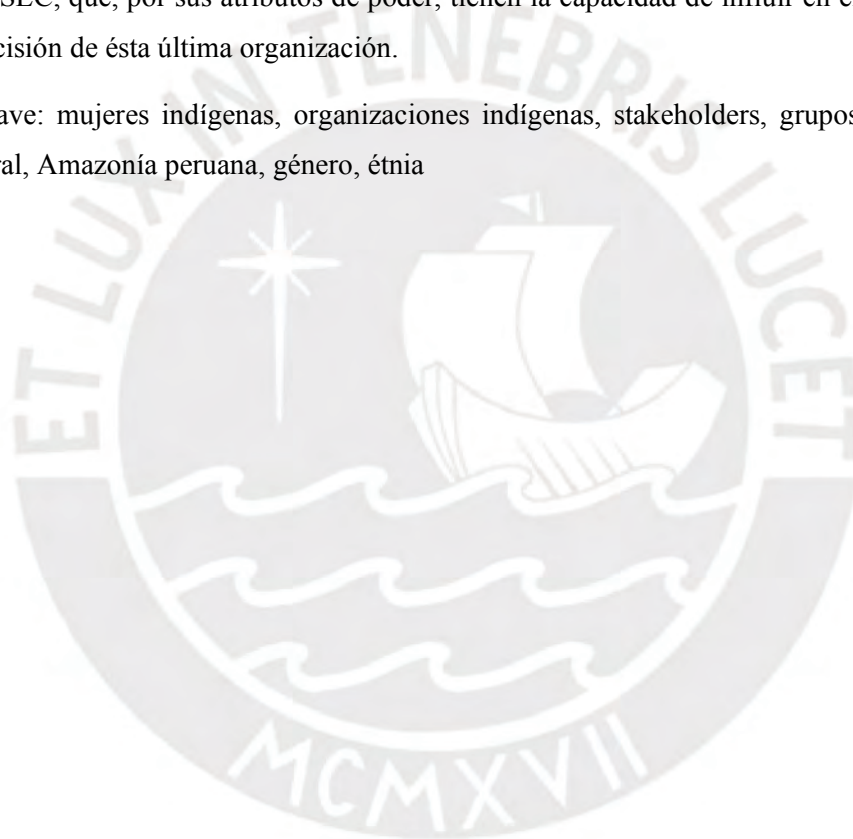 SEC, que, por sus atributos de poder, tienen la capacidad de influir en
cisión de ésta última organización.
ave: mujeres indígenas, organizaciones indígenas, stakeholders, grupos
ral, Amazonía peruana, género, étnia
ET LUX IN TENEBRIS LUCET
MCMXVII